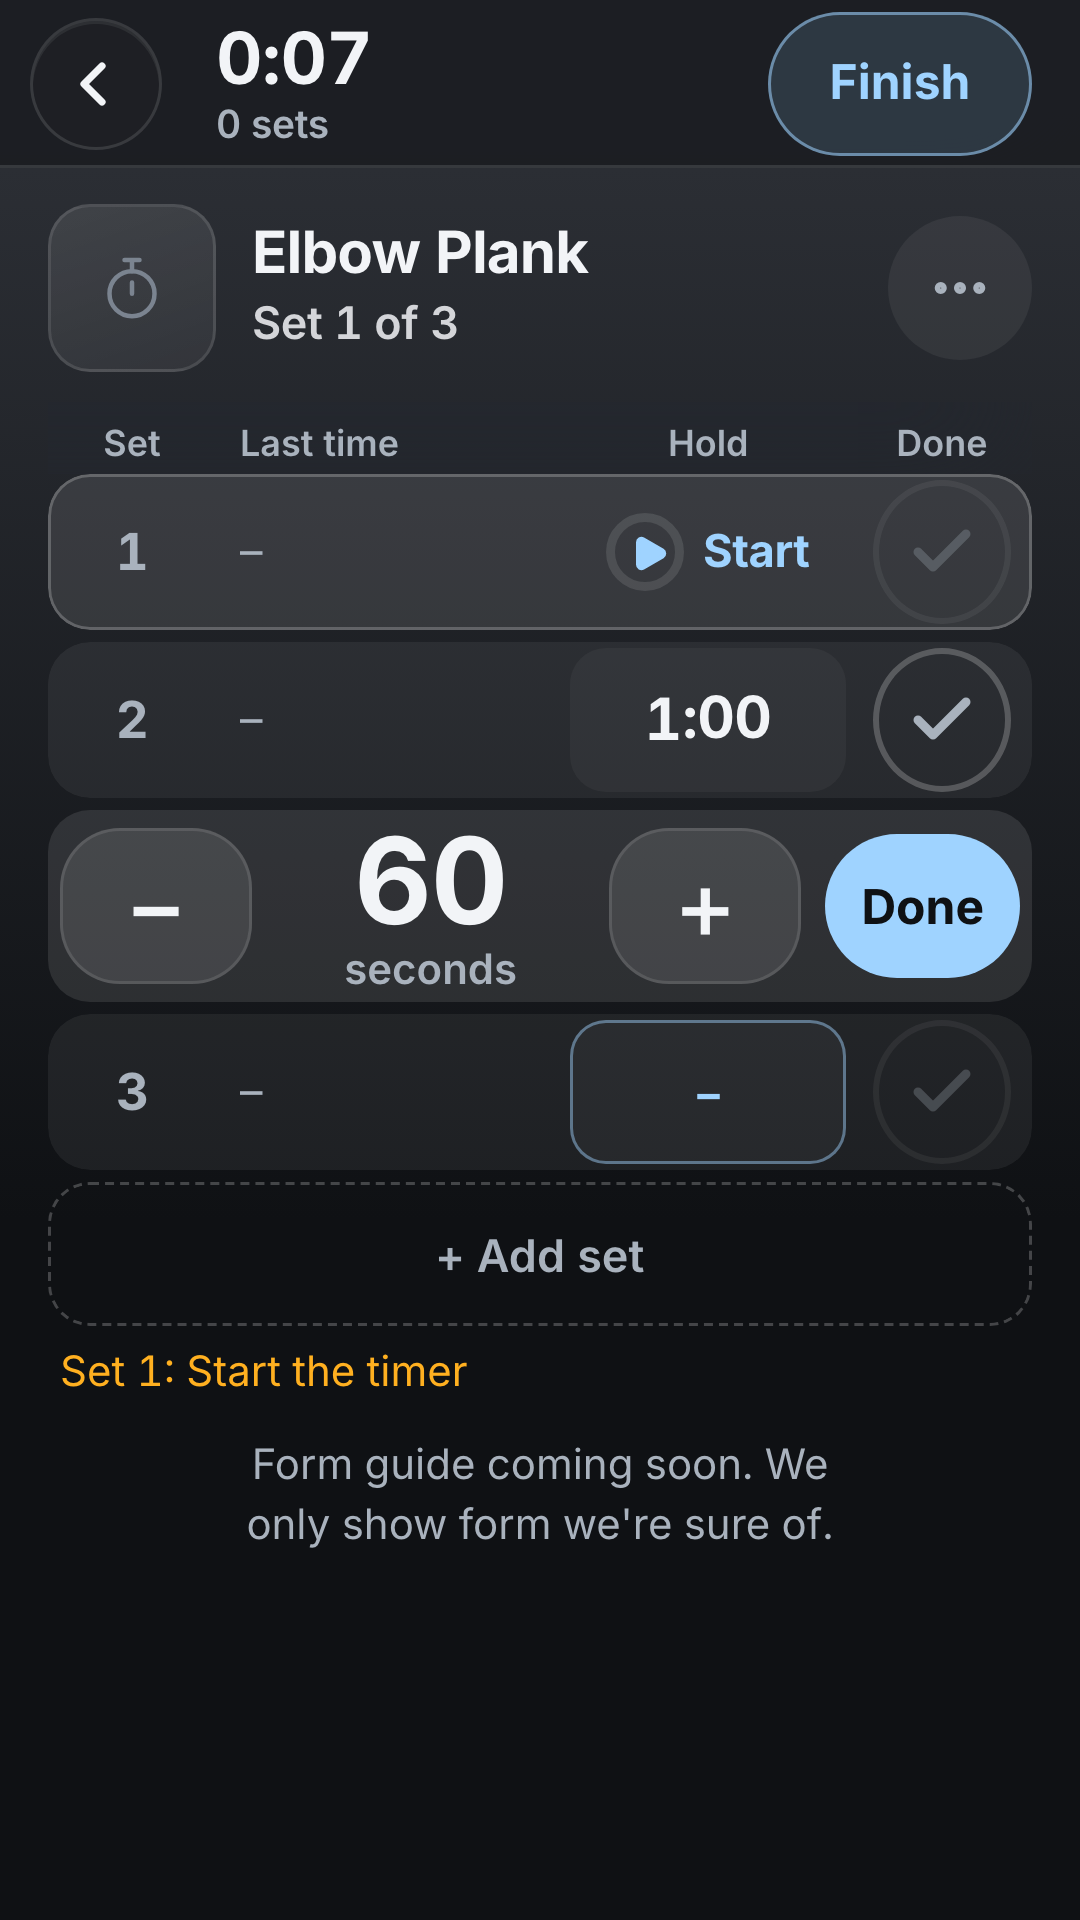 0:07
0 sets
Finish
Elbow Plank
Set 1 of 3
Set Last time Hold Done
1 – Start
2 – 1:00
− 60 + Done
seconds
3 – –
+ Add set
Set 1: Start the timer
Form guide coming soon. We
only show form we're sure of.